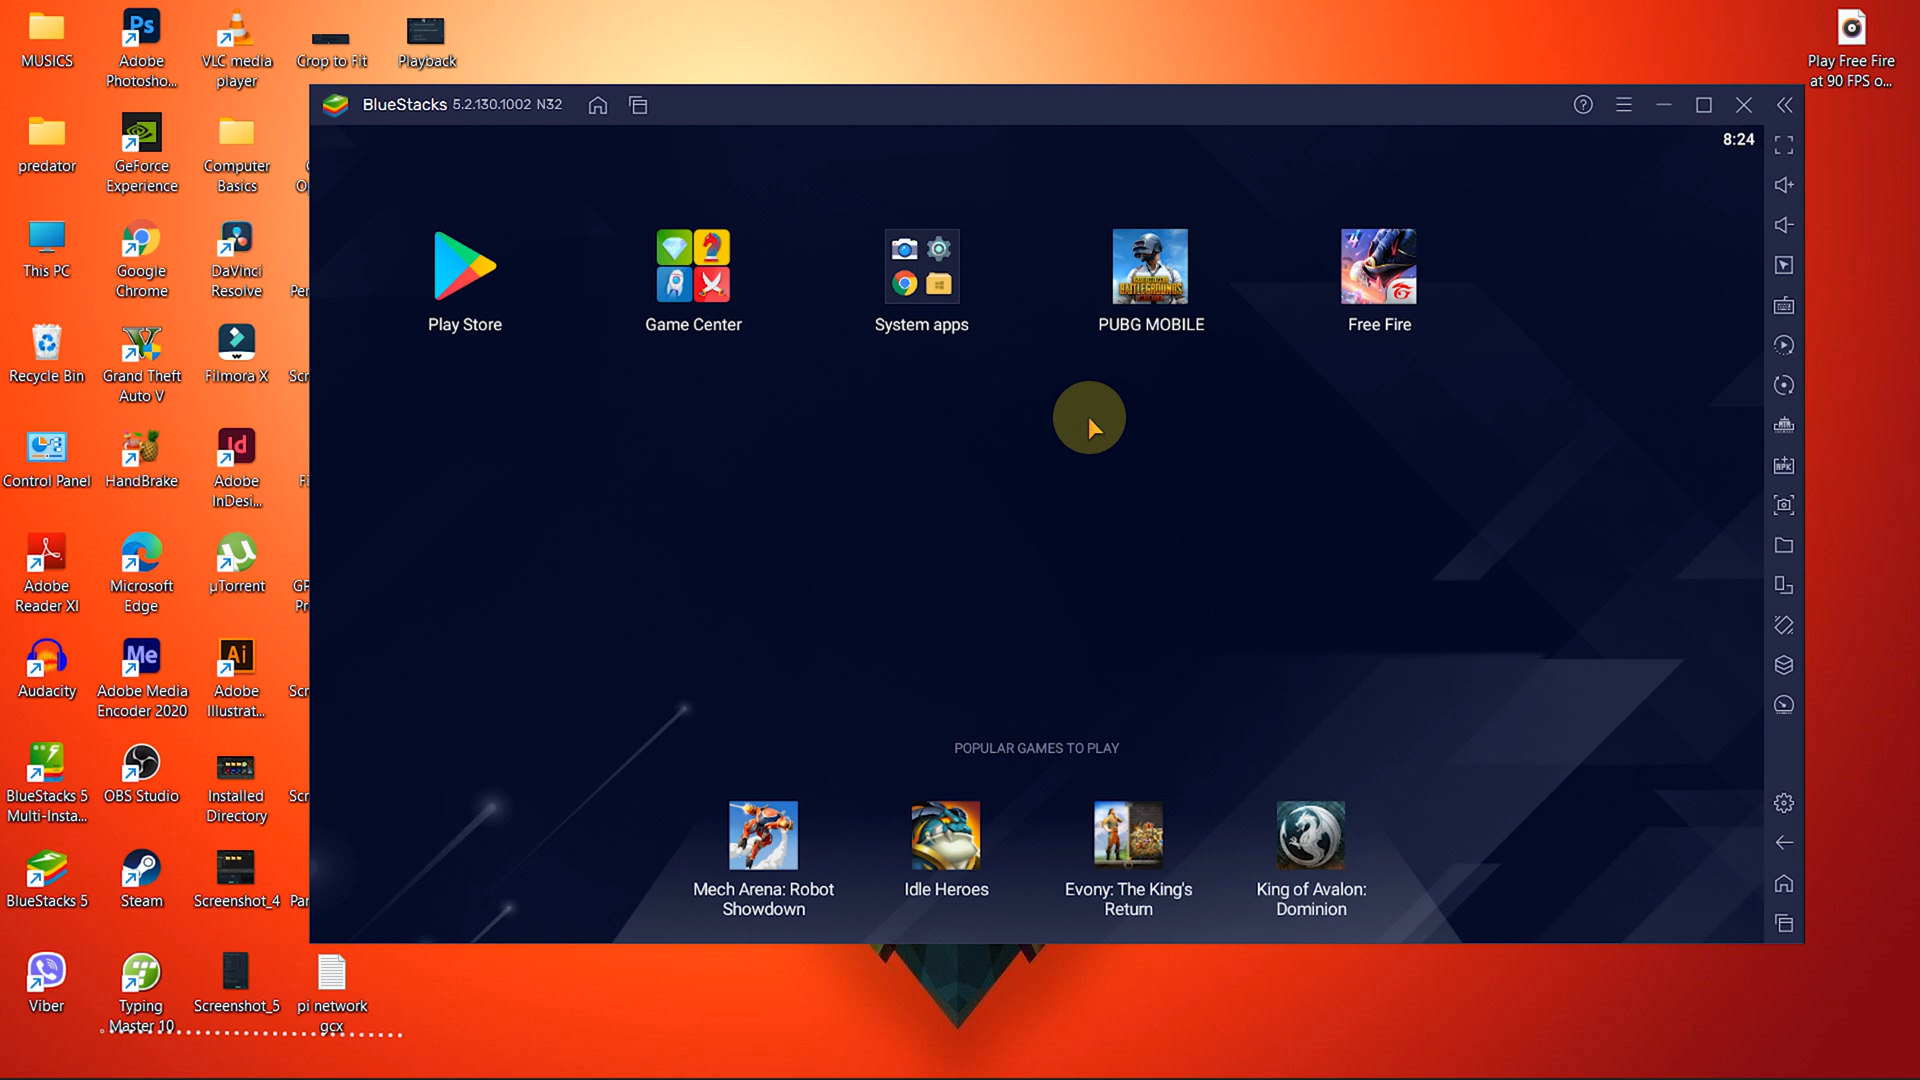 MUSICS
Adobe
Photosho...
VLC media
player
Crop to Fit
Playback
Play Free Fire
at 90 FPS o...
BlueStacks 5.2.130.1002 N32
8:24
predator
GeForce
Experience
Computer
Basics
This PC
Google
Chrome
DaVinci
Resolve
Recycle Bin
Grand Theft
Auto V
Filmora X
Control Panel
HandBrake
Adobe
InDesi...
Adobe
Reader XI
Microsoft
Edge
µTorrent
Audacity
Adobe Media
Encoder 2020
Adobe
Illustrat...
BlueStacks 5
Multi-Insta...
OBS Studio
Installed
Directory
BlueStacks 5
Steam
Screenshot_4
Viber
Typing
Master 10
Screenshot_5
pi network
gcx
Play Store
Game Center
System apps
PUBG MOBILE
Free Fire
POPULAR GAMES TO PLAY
Mech Arena: Robot
Showdown
Idle Heroes
Evony: The King's
Return
King of Avalon:
Dominion